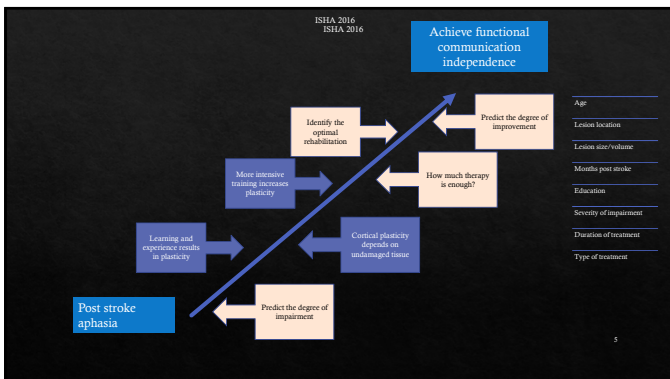 ISHA 2016
ISHA 2016
Achieve functional
communication
independence
Identify the
optimal
rehabilitation
Predict the degree of
improvement
More intensive
training increases
plasticity
How much therapy
is enough?
Learning and
experience results
in plasticity
Cortical plasticity
depends on
undamaged tissue
Post stroke
aphasia
Predict the degree of
impairment
Age
Lesion location
Lesion size/volume
Months post stroke
Education
Severity of impairment
Duration of treatment
Type of treatment
5